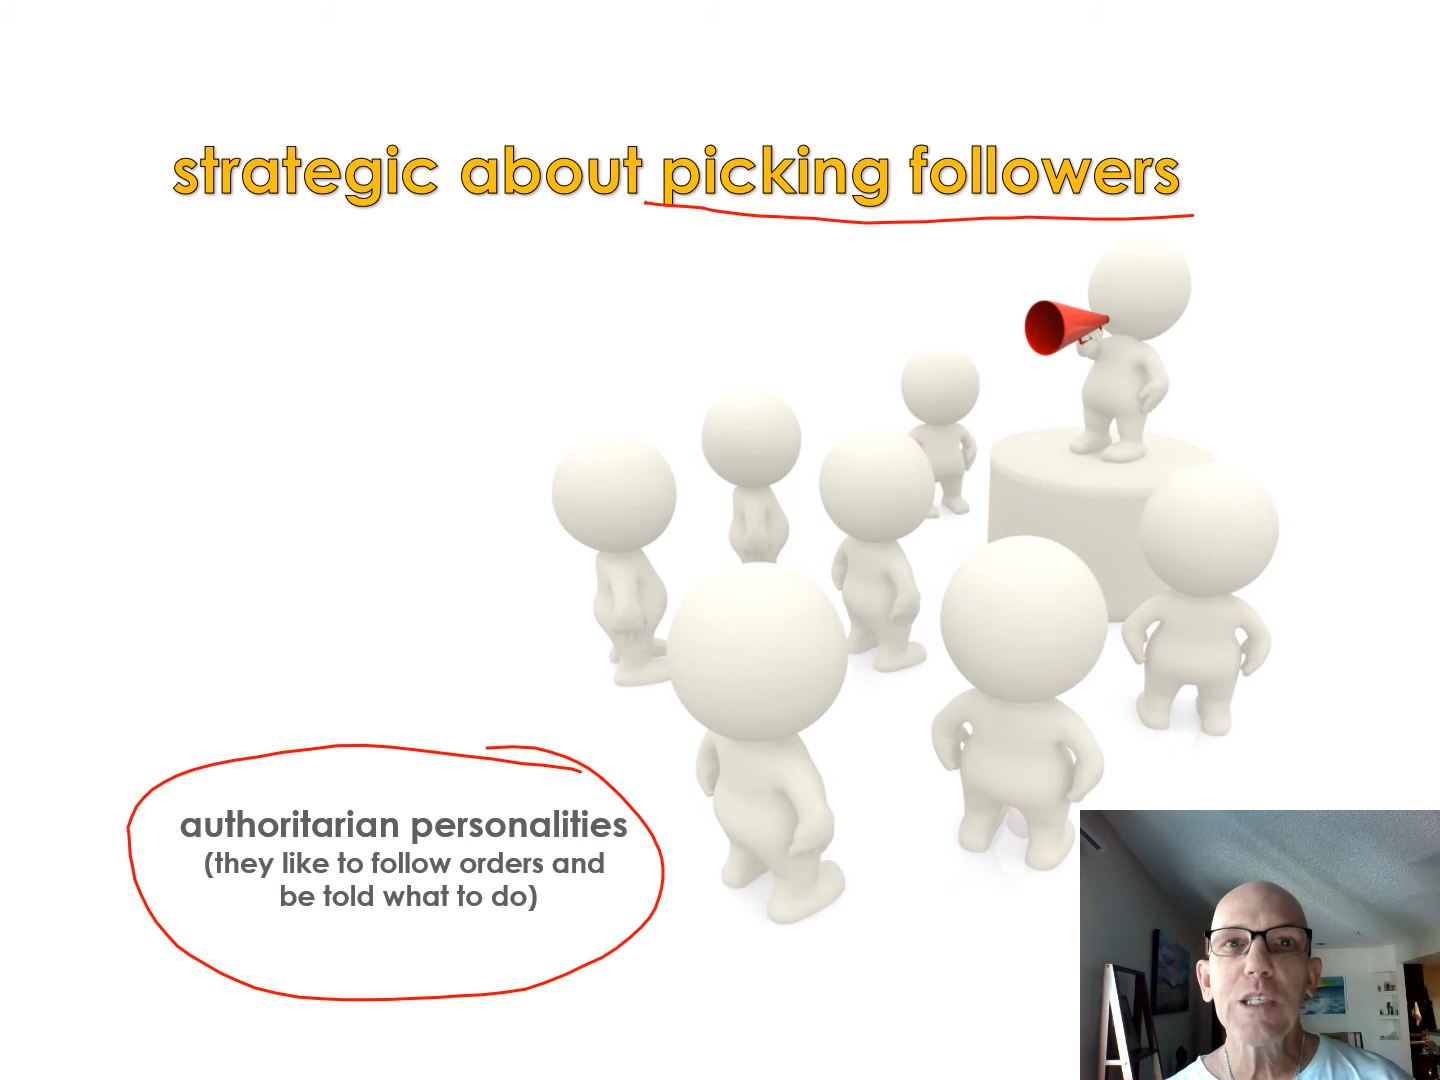 strategic about picking followers
authoritarian personalities
(they like to follow orders and
be told what to do)